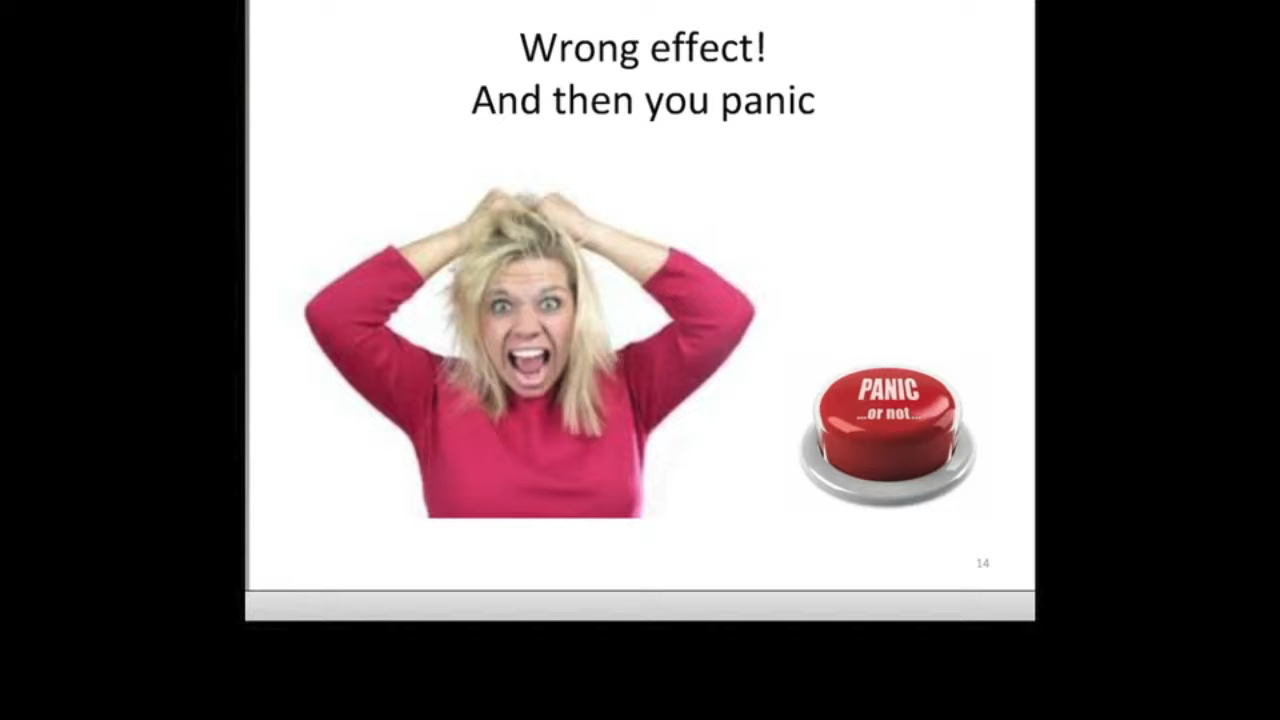 Wrong effect!
And then you panic
PANIC
...or not...
14